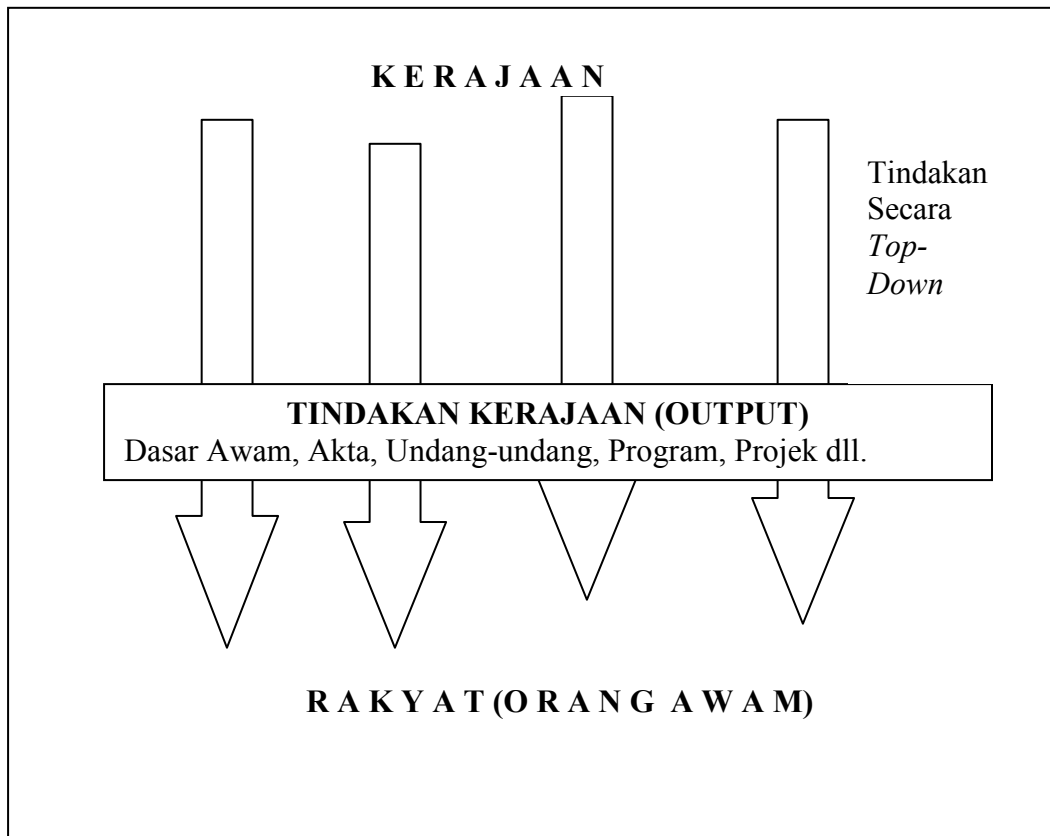 K E R A J A A N
Tindakan
Secara
Top-
Down
TINDAKAN KERAJAAN (OUTPUT)
Dasar Awam, Akta, Undang-undang, Program, Projek dll.
R A K Y A T (O R A N G A W A M)